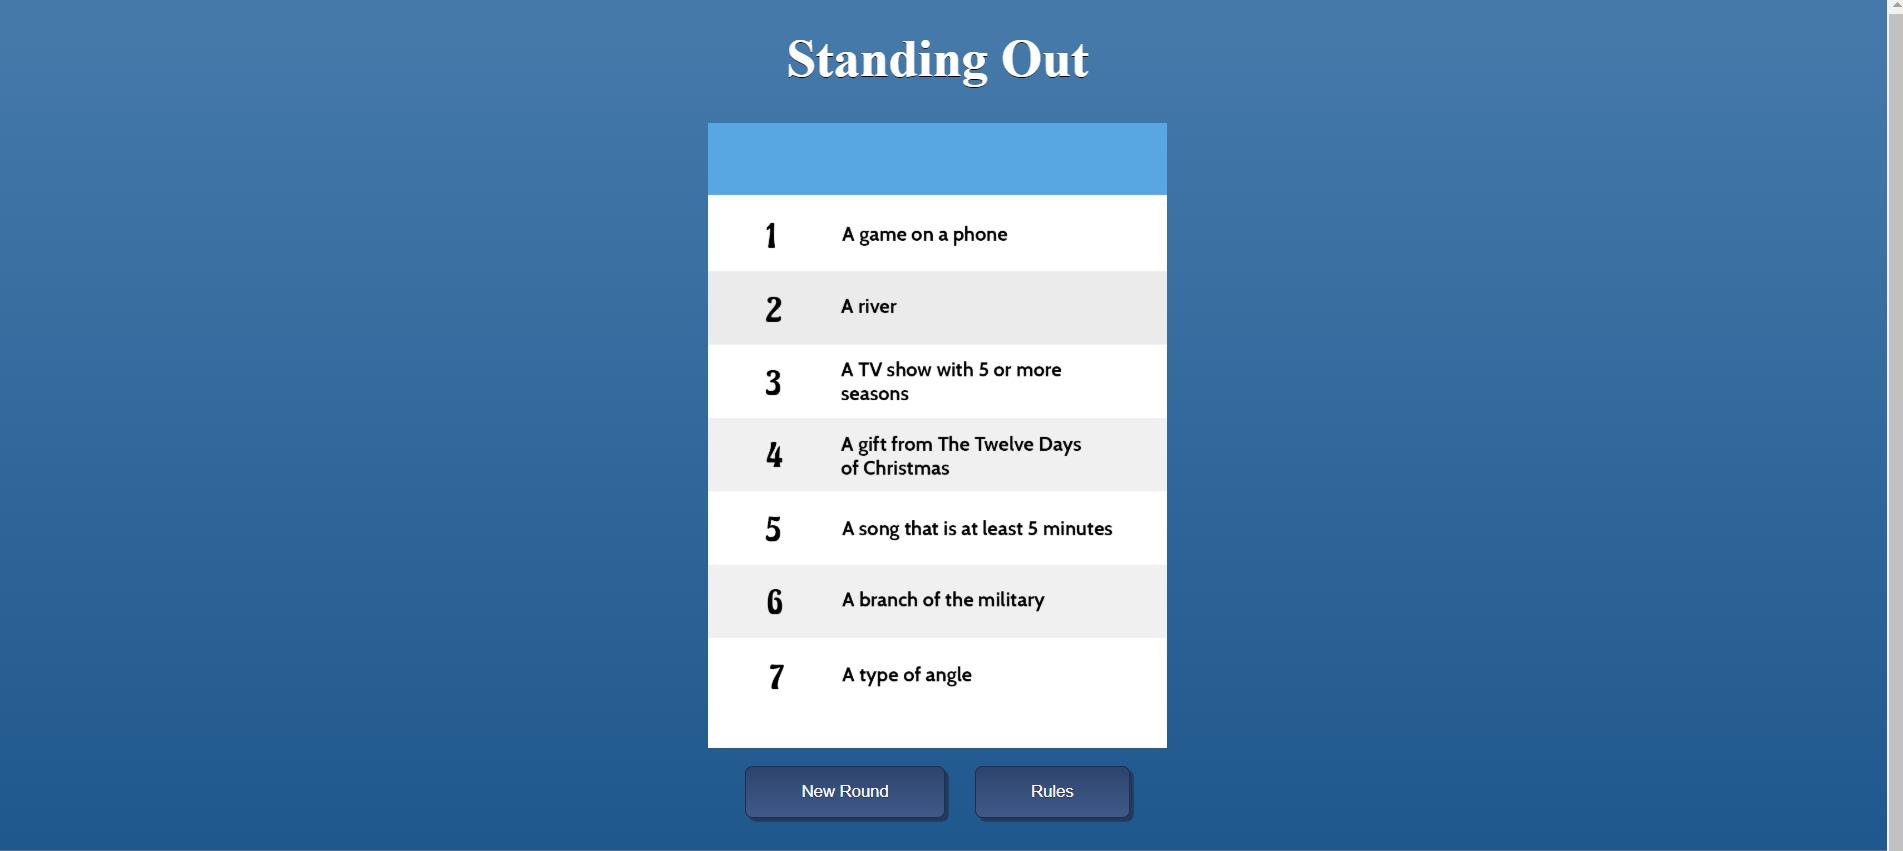 Standing Out
1 A game on a phone
2 A river
3 A TV show with 5 or more
seasons
4 A gift from The Twelve Days
of Christmas
5 A song that is at least 5 minutes
6 A branch of the military
7 A type of angle
New Round Rules